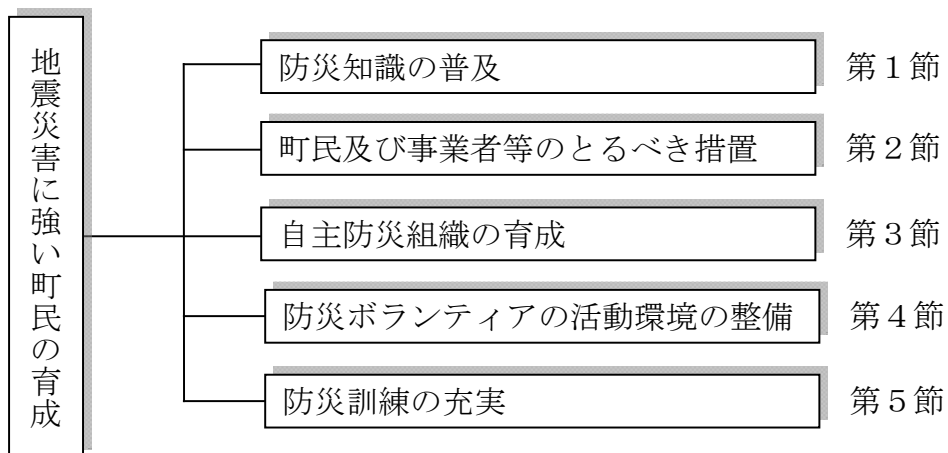 地震災害に強い町民の育成
防災知識の普及 第１節
町民及び事業者等のとるべき措置 第２節
自主防災組織の育成 第３節
防災ボランティアの活動環境の整備 第４節
防災訓練の充実 第５節